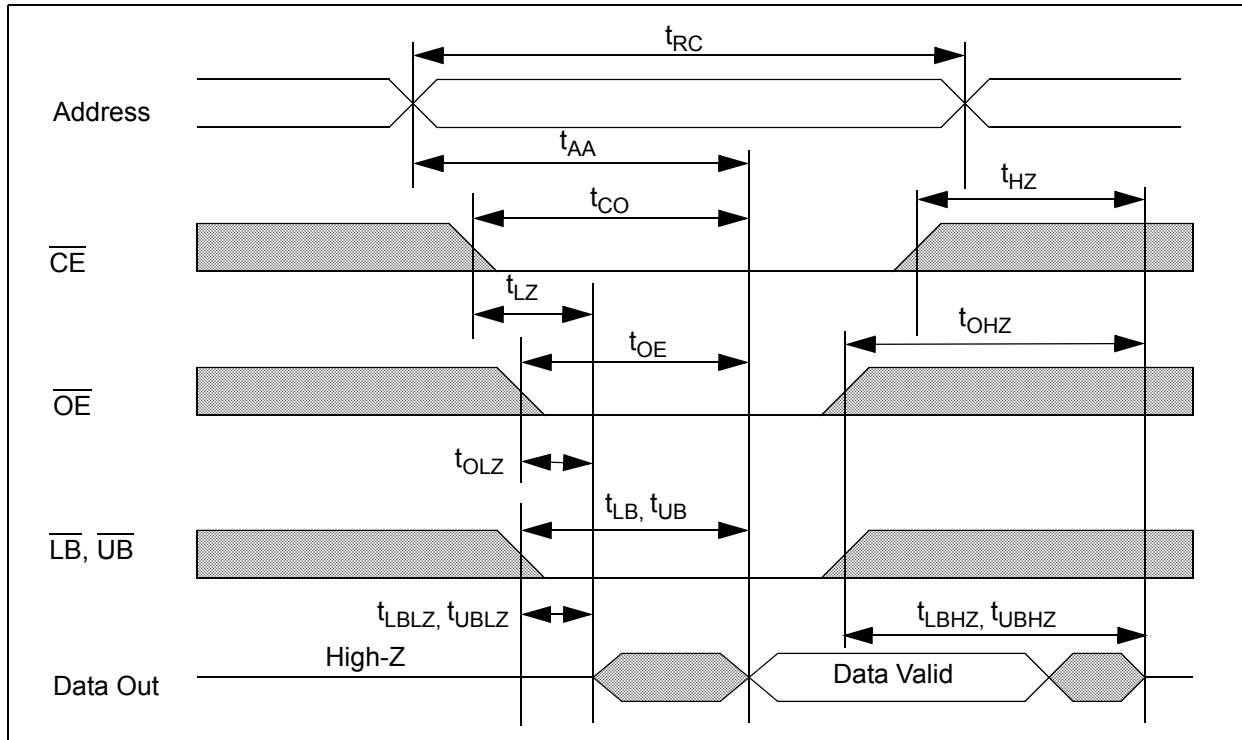 tRC
Address
tAA
tHZ
tCO
CE
tLZ
tOHZ
tOE
OE
tOLZ
tLB, tUB
LB, UB
tLBLZ, tUBLZ
tLBHZ, tUBHZ
High-Z
Data Valid
Data Out